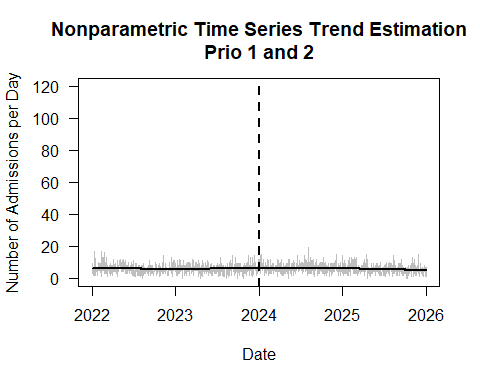 Nonparametric Time Series Trend Estimation
Prio 1 and 2
Number of Admissions per Day
120
100
80
60
40
20
0
2022 2023 2024 2025 2026
Date